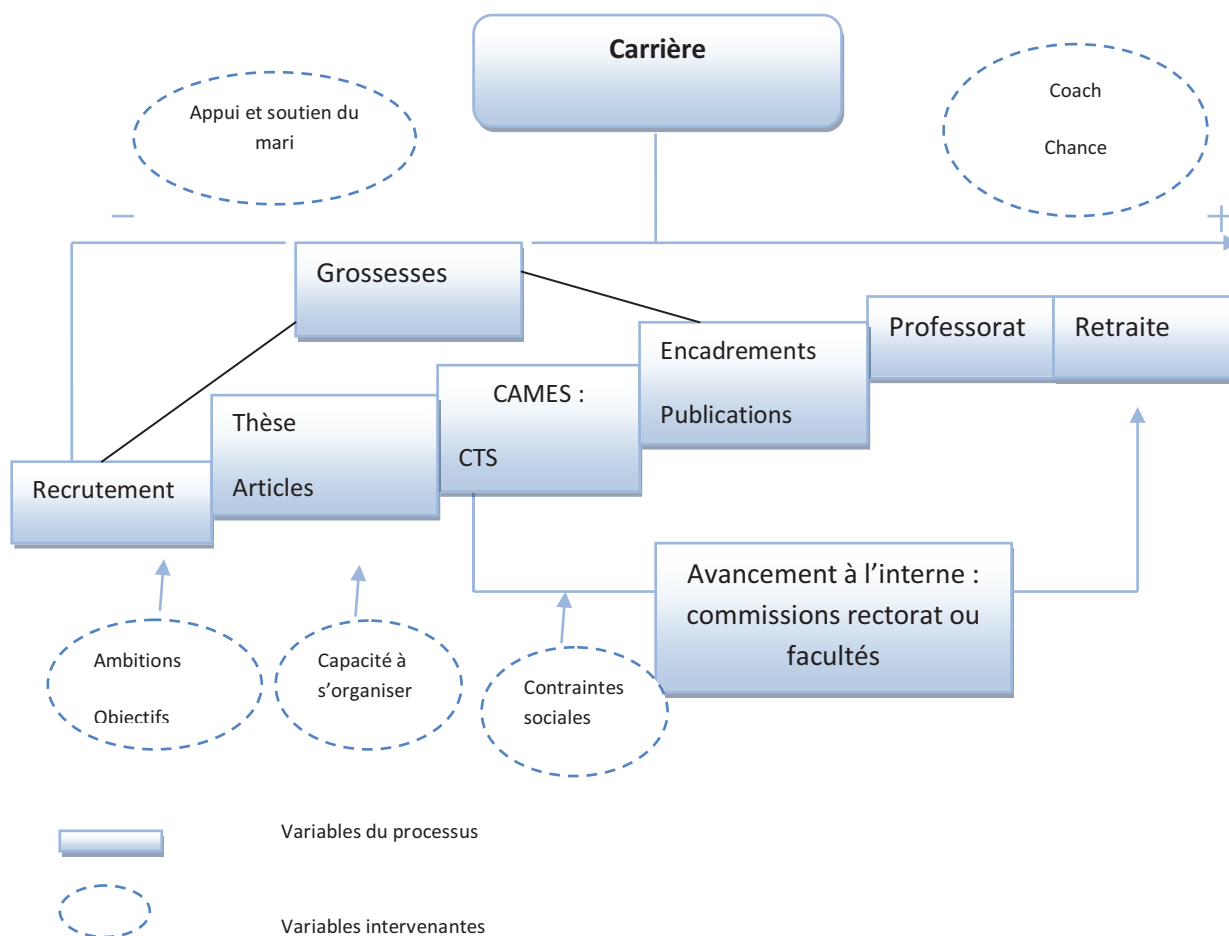 Carrière
Appui et soutien du
mari
Coach
Chance
–
+
Grossesses
Professorat
Retraite
Encadrements
Publications
CAMES :
CTS
Thèse
Articles
Recrutement
Avancement à l’interne :
commissions rectorat ou
facultés
Ambitions
Objectifs
Capacité à
s’organiser
Contraintes
sociales
Variables du processus
Variables intervenantes